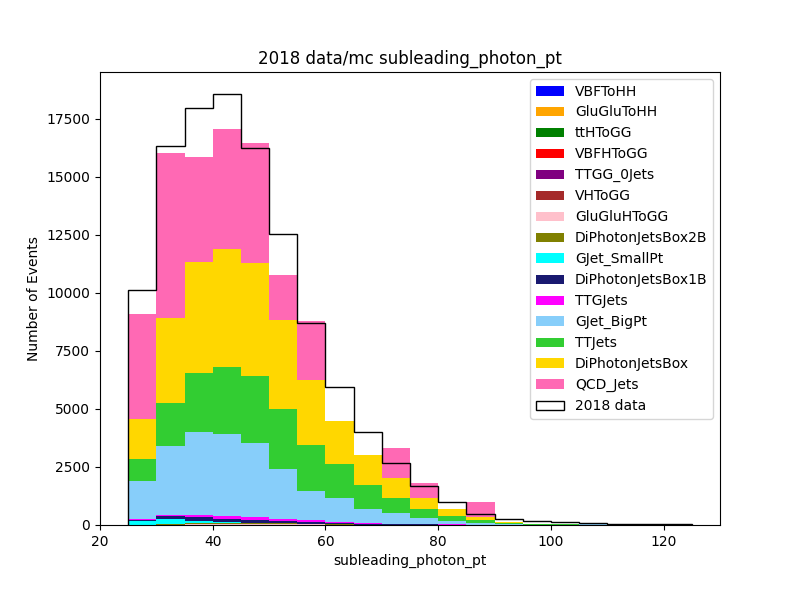 2018 data/mc subleading_photon_pt
Number of Events
17500
15000
12500
10000
7500
5000
2500
0
20
40
60
80
100
120
subleading_photon_pt
VBFToHH
GluGluToHH
ttHToGG
VBFHToGG
TTGG_0Jets
VHToGG
GluGluHToGG
DiPhotonJetsBox2B
GJet_SmallPt
DiPhotonJetsBox1B
TTGJets
GJet_BigPt
TTJets
DiPhotonJetsBox
QCD_Jets
2018 data